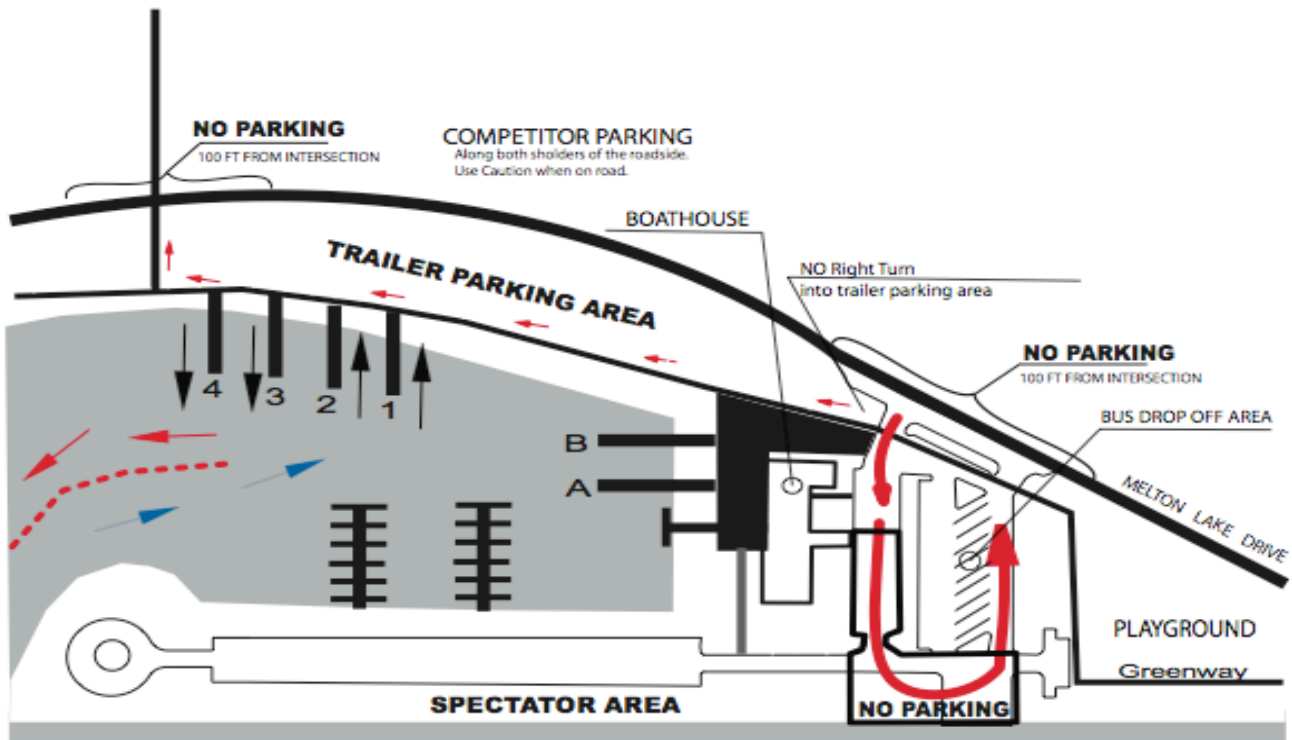 NO PARKING
100 FT FROM INTERSECTION
COMPETITOR PARKING
Along both sholders of the roadside.
Use Caution when on road.
BOATHOUSE
TRAILER PARKING AREA
NO Right Turn
into trailer parking area
NO PARKING
100 FT FROM INTERSECTION
BUS DROP OFF AREA
4
3
2
1
B
A
MELTON LAKE DRIVE
PLAYGROUND
Greenway
SPECTATOR AREA
NO PARKING